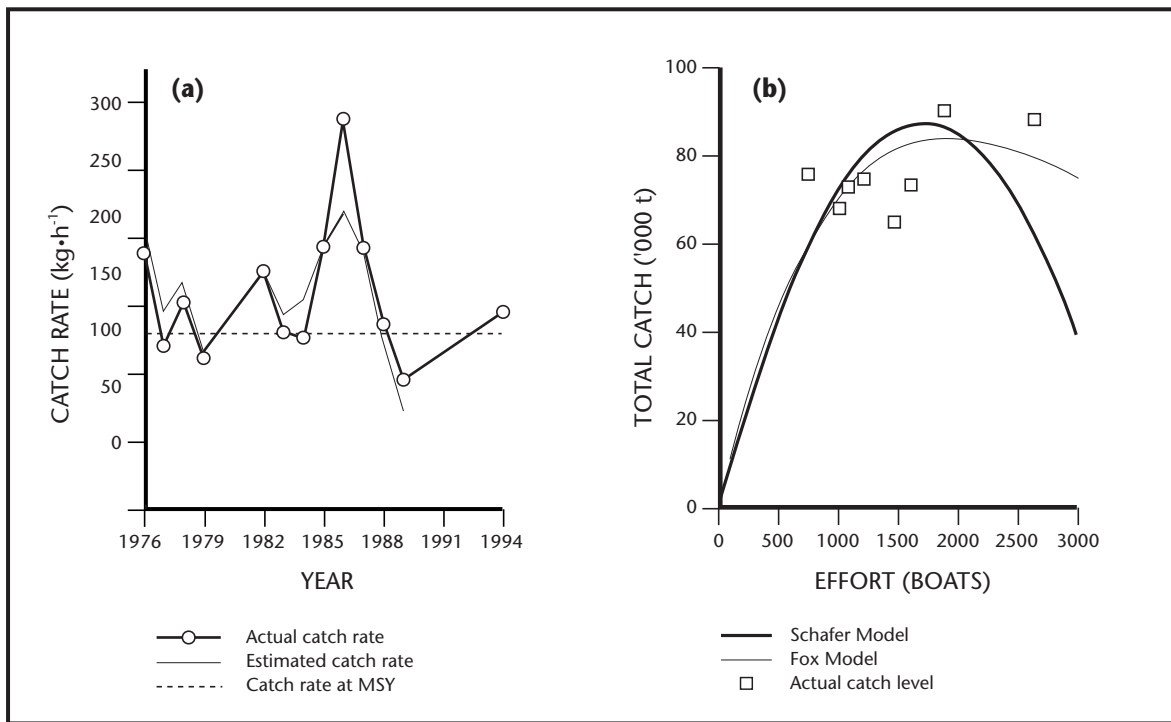 (a)
CATCH RATE (kg•h⁻¹)
300
250
200
150
100
50
0
1976 1979 1982 1985 1988 1991 1994
YEAR
Actual catch rate
Estimated catch rate
Catch rate at MSY
(b)
TOTAL CATCH ('000 t)
100
80
60
40
20
0
0 500 1000 1500 2000 2500 3000
EFFORT (BOATS)
Schafer Model
Fox Model
Actual catch level